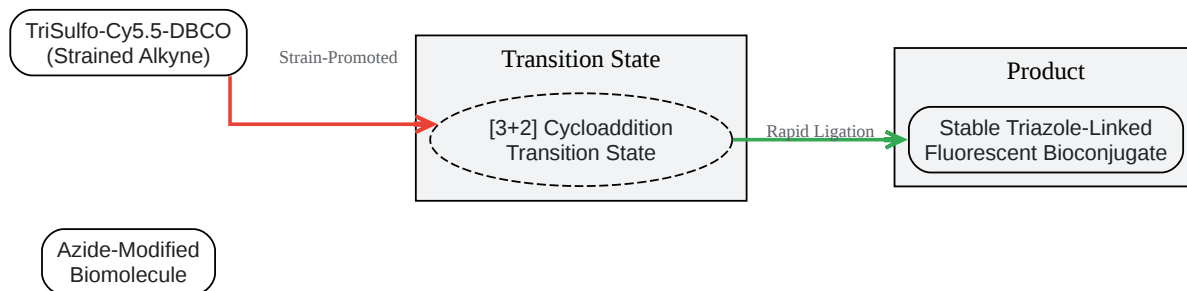 TriSulfo-Cy5.5-DBCO
(Strained Alkyne)
Strain-Promoted
Transition State
[3+2] Cycloaddition
Transition State
Rapid Ligation
Product
Stable Triazole-Linked
Fluorescent Bioconjugate
Azide-Modified
Biomolecule